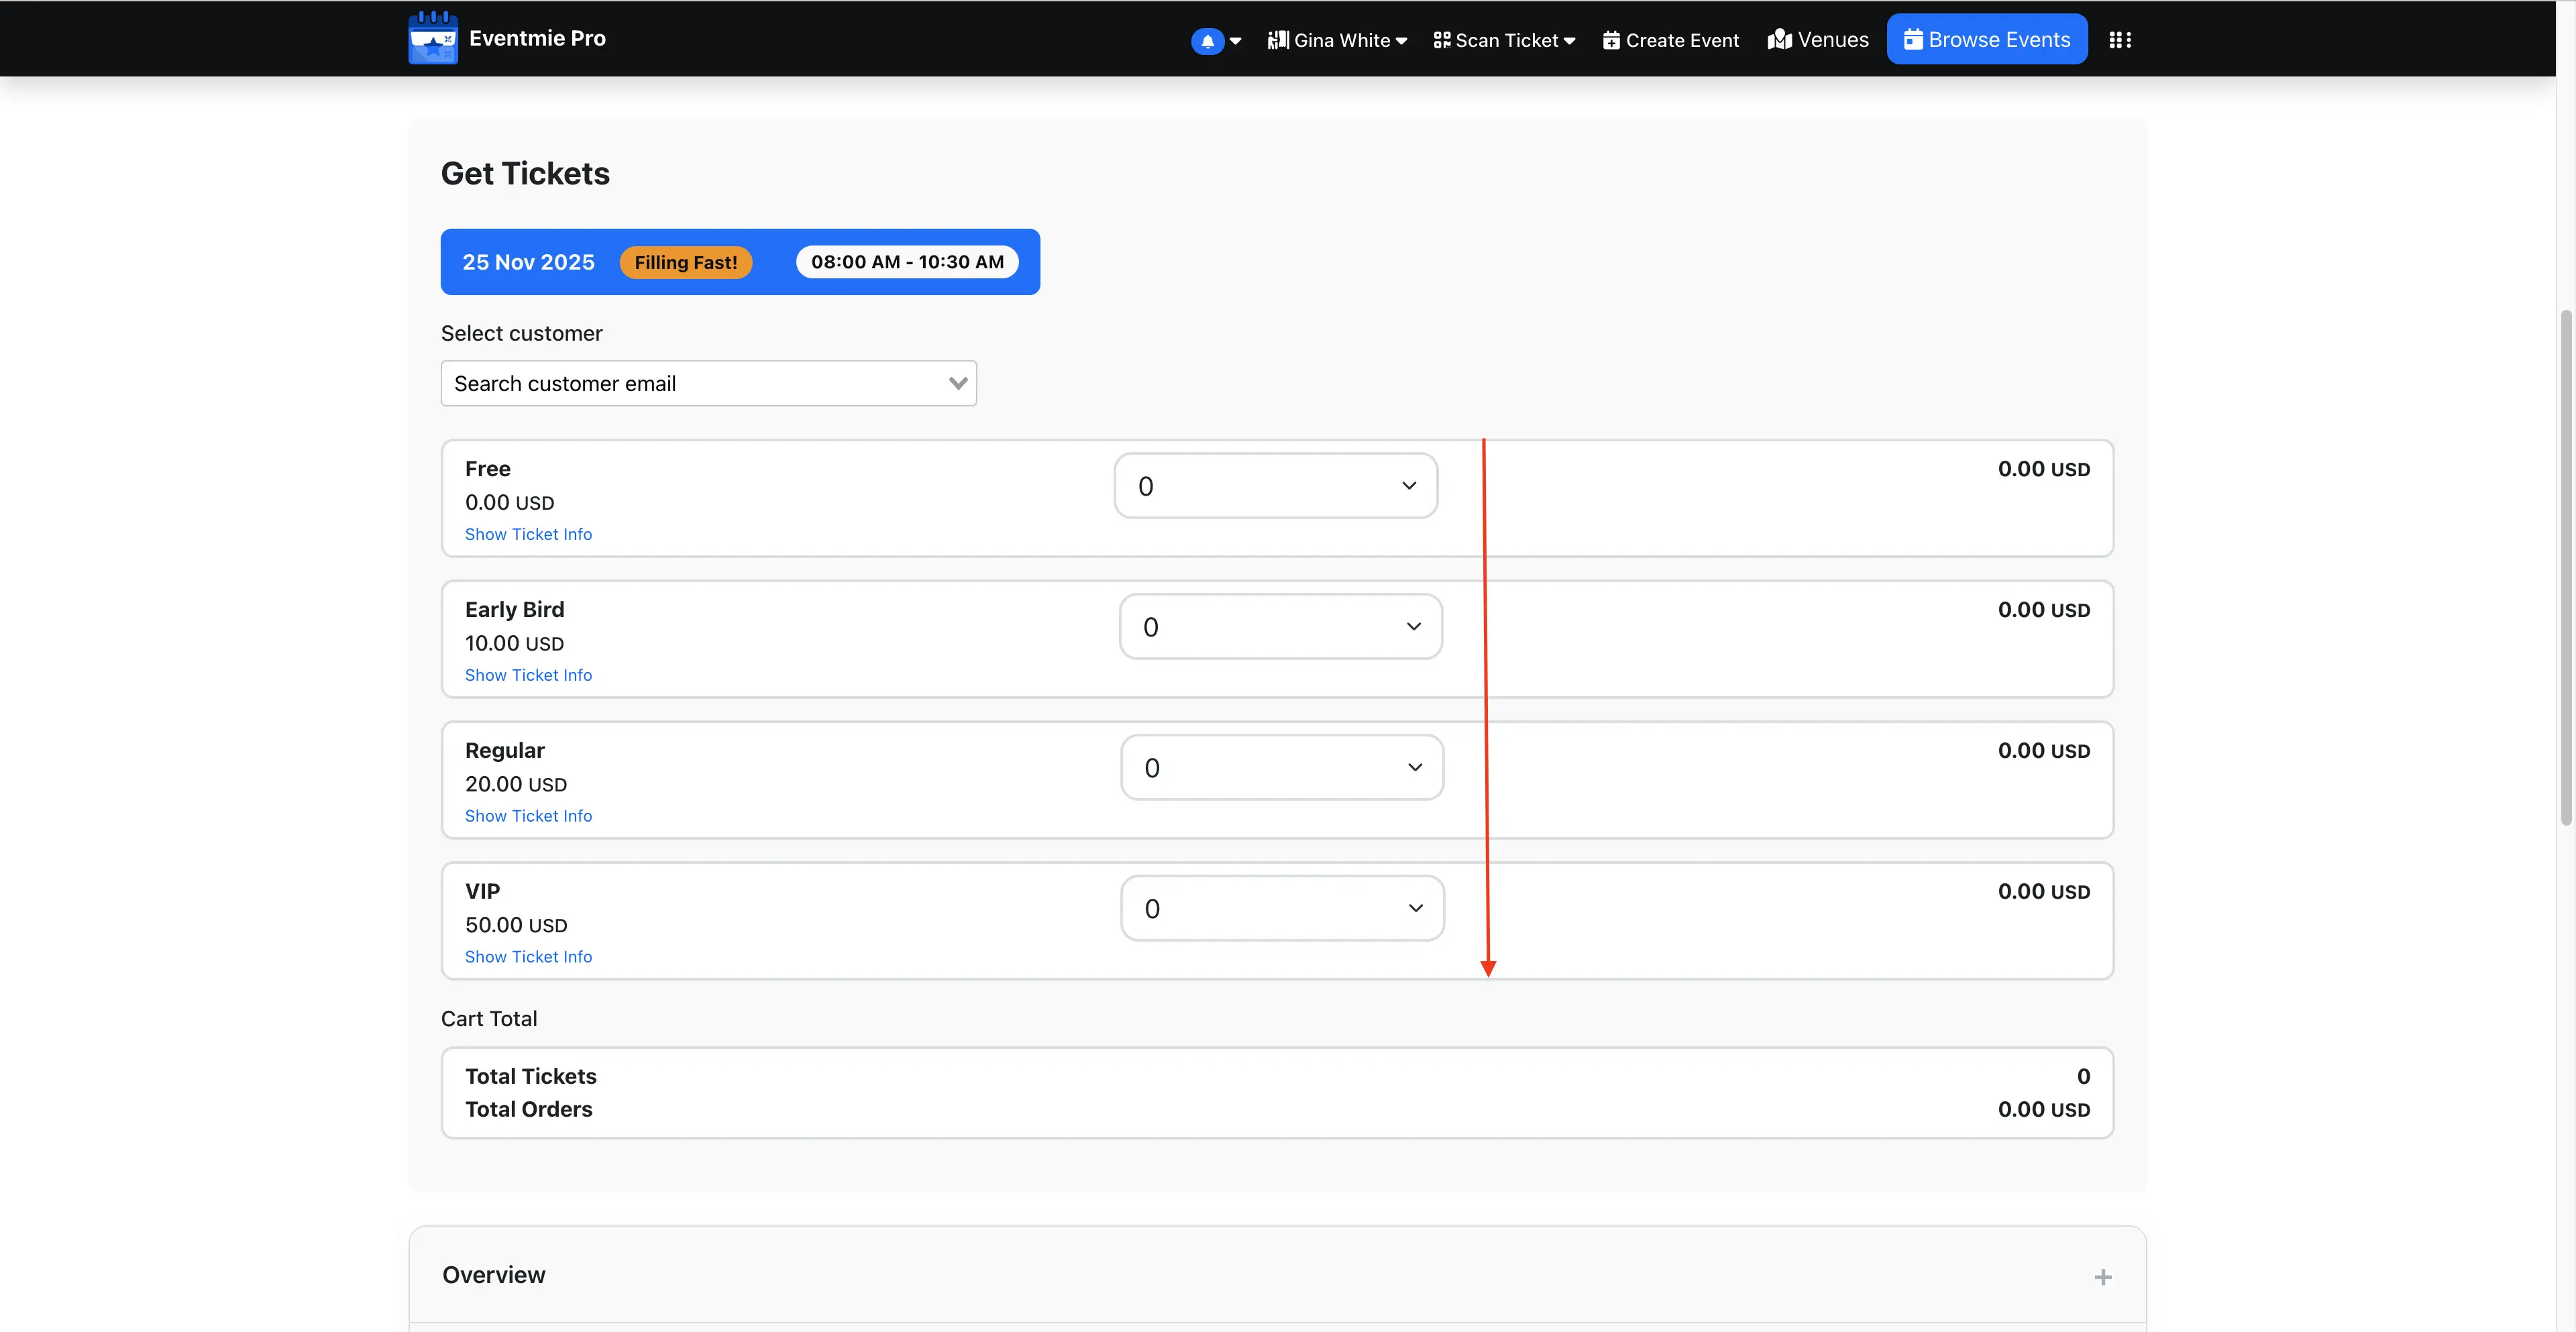 Eventmie Pro
Gina White
Scan Ticket
Create Event
Venues
Browse Events
Get Tickets
25 Nov 2025 Filling Fast! 08:00 AM - 10:30 AM
Select customer
Search customer email
Free 0 0.00 USD
0.00 USD
Show Ticket Info
Early Bird 0 0.00 USD
10.00 USD
Show Ticket Info
Regular 0 0.00 USD
20.00 USD
Show Ticket Info
VIP 0 0.00 USD
50.00 USD
Show Ticket Info
Cart Total
Total Tickets 0
Total Orders 0.00 USD
Overview +